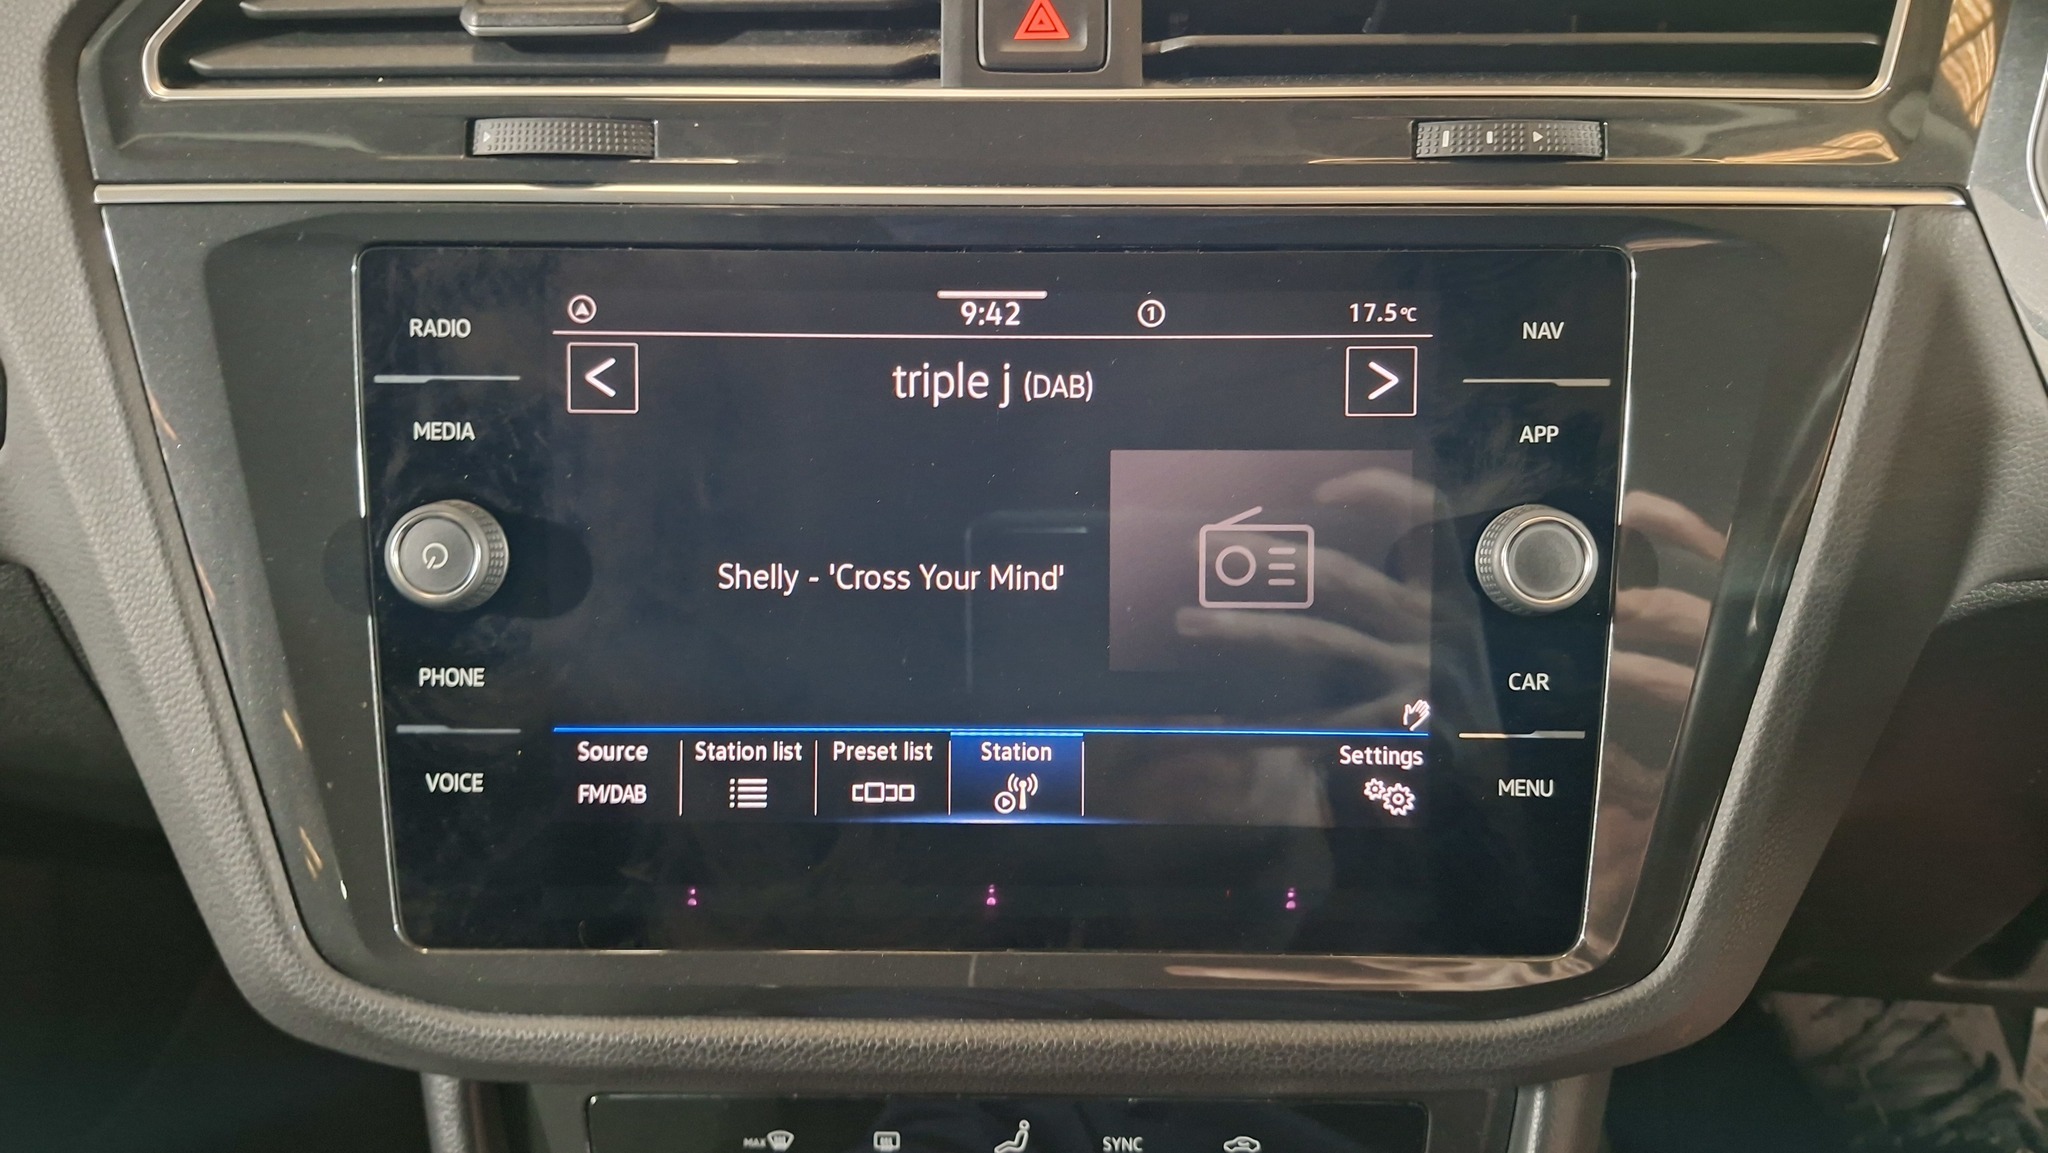 RADIO
MEDIA
PHONE
VOICE
9:42
1
17.5°C
triple j (DAB)
Shelly - 'Cross Your Mind'
Source
FM/DAB
Station list
Preset list
Station
Settings
NAV
APP
CAR
MENU
MAX
SYNC